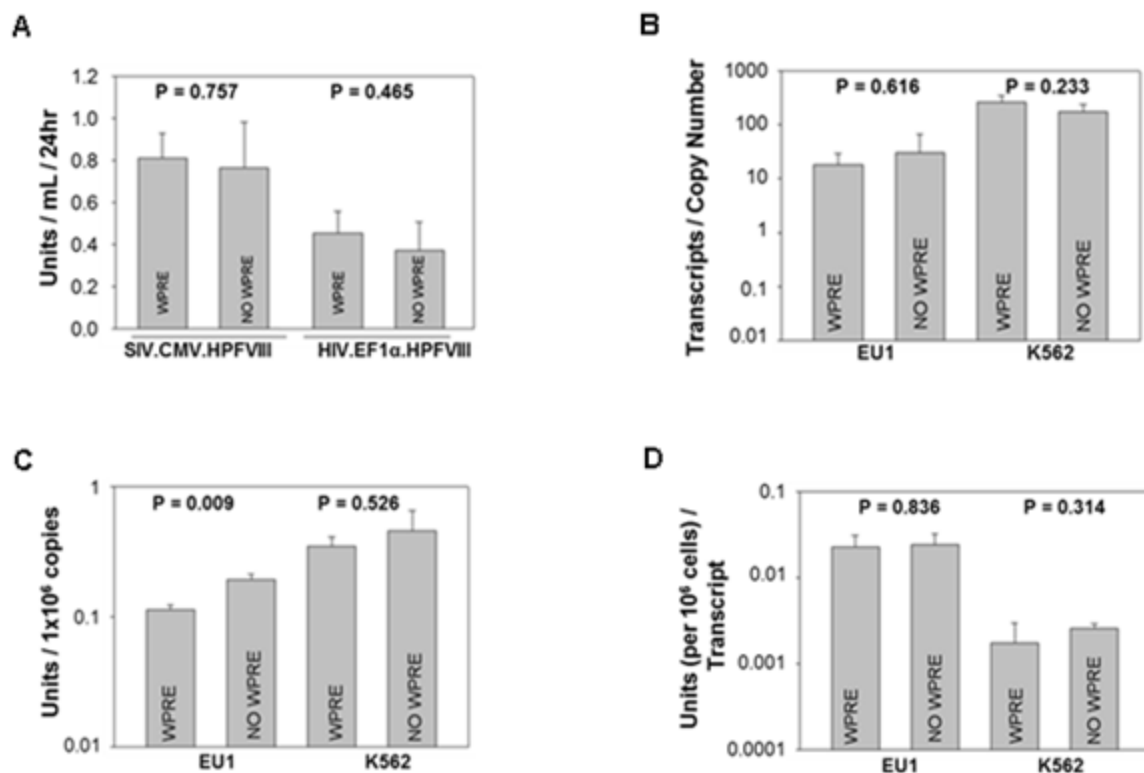 A
Units / mL / 24hr
1.2
1.0
0.8
0.6
0.4
0.2
0.0
P = 0.757
P = 0.465
WPRE
NO WPRE
WPRE
NO WPRE
SIV.CMV.HPFVIII
HIV.EF1α.HPFVIII
B
Transcripts / Copy Number
1000
100
10
1
0.1
0.01
P = 0.616
P = 0.233
WPRE
NO WPRE
WPRE
NO WPRE
EU1
K562
C
Units / 1x10⁶ copies
1
0.1
0.01
P = 0.009
P = 0.526
WPRE
NO WPRE
WPRE
NO WPRE
EU1
K562
D
Units (per 10⁶ cells) /
Transcript
0.1
0.01
0.001
0.0001
P = 0.836
P = 0.314
WPRE
NO WPRE
WPRE
NO WPRE
EU1
K562